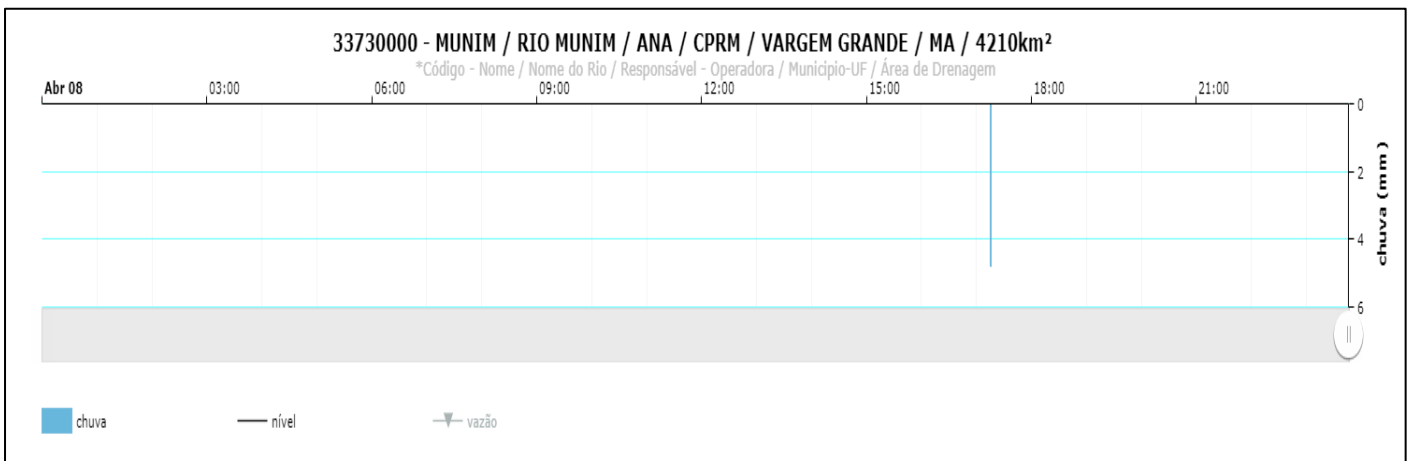 33730000 - MUNIM / RIO MUNIM / ANA / CPRM / VARGEM GRANDE / MA / 4210km²
*Código - Nome / Nome do Rio / Responsável - Operadora / Municipio-UF / Área de Drenagem
Abr 08 03:00 06:00 09:00 12:00 15:00 18:00 21:00
0
2
4
6
chuva (mm)
chuva nível vazão